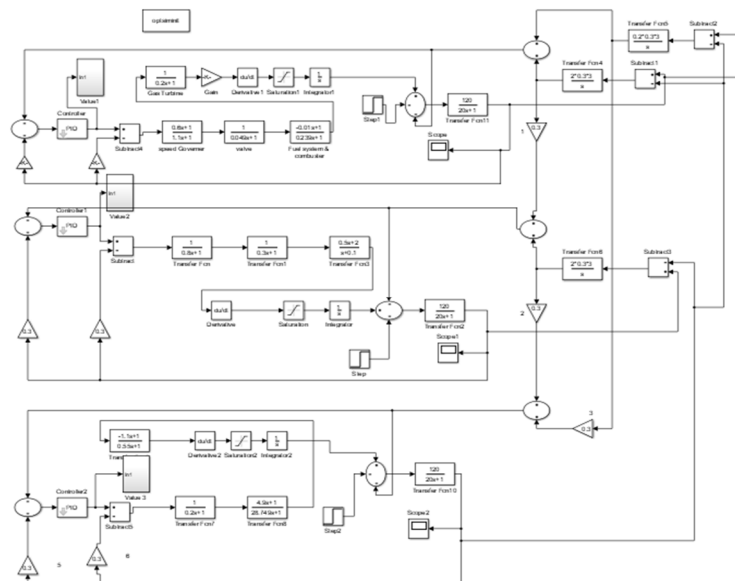 optaimist
Transfer Fcn5
Subtract2
0.2*0.3*3
s
Transfer Fcn4
Subtract1
2*0.3*3
s
In1
Value1
1
0.2s+1
Gas Turbine
Gain
du/dt
Derivative1
Saturation1
1
s
Integrator1
Controller
PID
Subtract4
0.6s+1
1.1s+1
speed Governer
1
0.049s+1
valve
-0.01s+1
0.239s+1
Fuel system &
combuster
Step1
120
20s+1
Transfer Fcn11
Scope
0.3
1
In1
Value2
Controller1
PID
Subtract
1
0.8s+1
Transfer Fcn
1
0.3s+1
Transfer Fcn1
0.5s+2
s+0.1
Transfer Fcn3
Transfer Fcn6
Subtract3
2*0.3*3
s
du/dt
Derivative
Saturation
1
s
Integrator
120
20s+1
Transfer Fcn2
0.3
2
0.3
0.3
Step
Scope1
3
0.3
-1.1s+1
0.55s+1
du/dt
Derivative2
Saturation2
1
s
Integrator2
In1
Value 3
Controller2
PID
Subtract5
1
0.2s+1
Transfer Fcn7
4.9s+1
28.749s+1
Transfer Fcn8
Step2
120
20s+1
Transfer Fcn10
Scope2
0.3
5
0.3
6